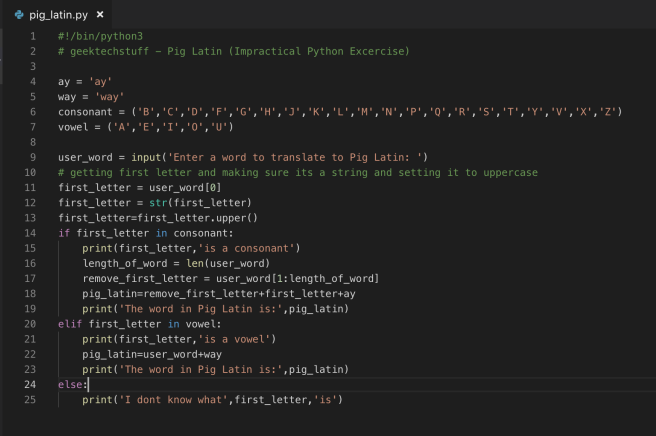 pig_latin.py ×
1 #!/bin/python3
2 # geektechstuff - Pig Latin (Impractical Python Excercise)
3
4 ay = 'ay'
5 way = 'way'
6 consonant = ('B','C','D','F','G','H','J','K','L','M','N','P','Q','R','S','T','Y','V','X','Z')
7 vowel = ('A','E','I','O','U')
8
9 user_word = input('Enter a word to translate to Pig Latin: ')
10 # getting first letter and making sure its a string and setting it to uppercase
11 first_letter = user_word[0]
12 first_letter = str(first_letter)
13 first_letter=first_letter.upper()
14 if first_letter in consonant:
15     print(first_letter,'is a consonant')
16     length_of_word = len(user_word)
17     remove_first_letter = user_word[1:length_of_word]
18     pig_latin=remove_first_letter+first_letter+ay
19     print('The word in Pig Latin is:',pig_latin)
20 elif first_letter in vowel:
21     print(first_letter,'is a vowel')
22     pig_latin=user_word+way
23     print('The word in Pig Latin is:',pig_latin)
24 else:
25     print('I dont know what',first_letter,'is')